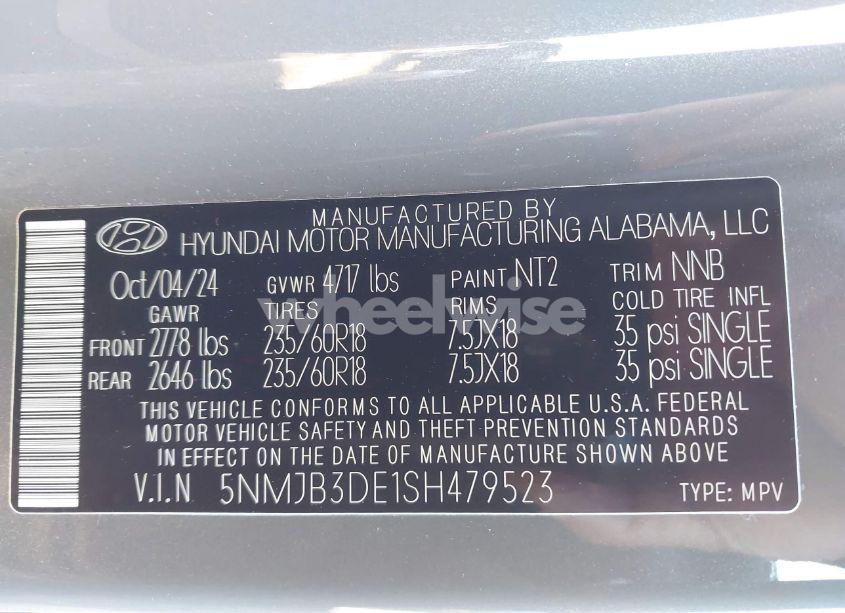 MANUFACTURED BY
HYUNDAI MOTOR MANUFACTURING ALABAMA, LLC
Oct/04/24 GVWR 4717 lbs PAINT NT2 TRIM NNB
GAWR TIRES RIMS COLD TIRE INFL
FRONT 2778 lbs 235/60R18 7.5JX18 35 psi SINGLE
REAR 2646 lbs 235/60R18 7.5JX18 35 psi SINGLE
wheelwise
THIS VEHICLE CONFORMS TO ALL APPLICABLE U.S.A. FEDERAL
MOTOR VEHICLE SAFETY AND THEFT PREVENTION STANDARDS
IN EFFECT ON THE DATE OF MANUFACTURE SHOWN ABOVE
V.I.N 5NMJB3DE1SH479523 TYPE: MPV